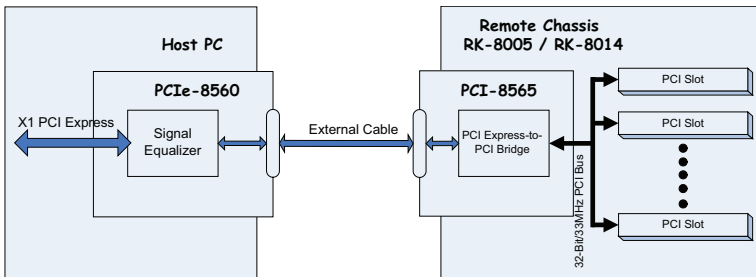 Host PC
PCIe-8560
X1 PCI Express
Signal
Equalizer
External Cable
Remote Chassis
RK-8005 / RK-8014
PCI-8565
PCI Express-to-
PCI Bridge
32-Bit/33MHz PCI Bus
PCI Slot
PCI Slot
PCI Slot